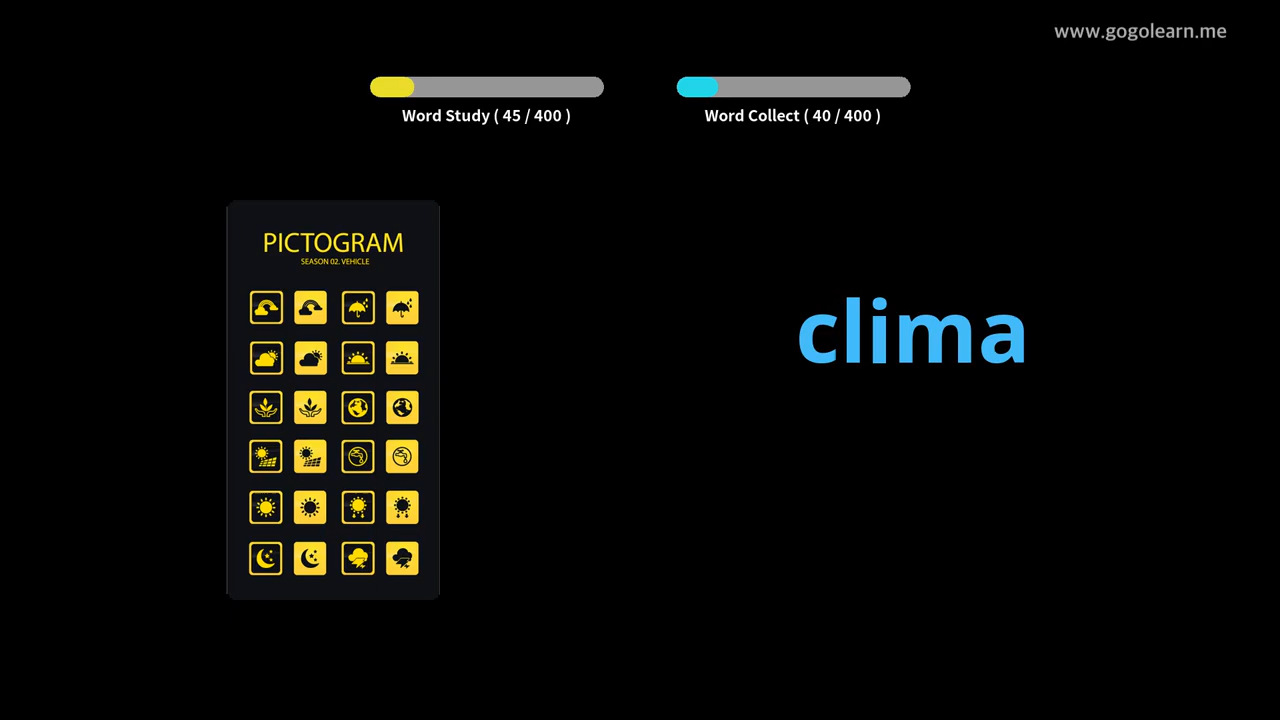 www.gogolearn.me
Word Study ( 45 / 400 )
Word Collect ( 40 / 400 )
PICTOGRAM
SEASON 02. VEHICLE
clima